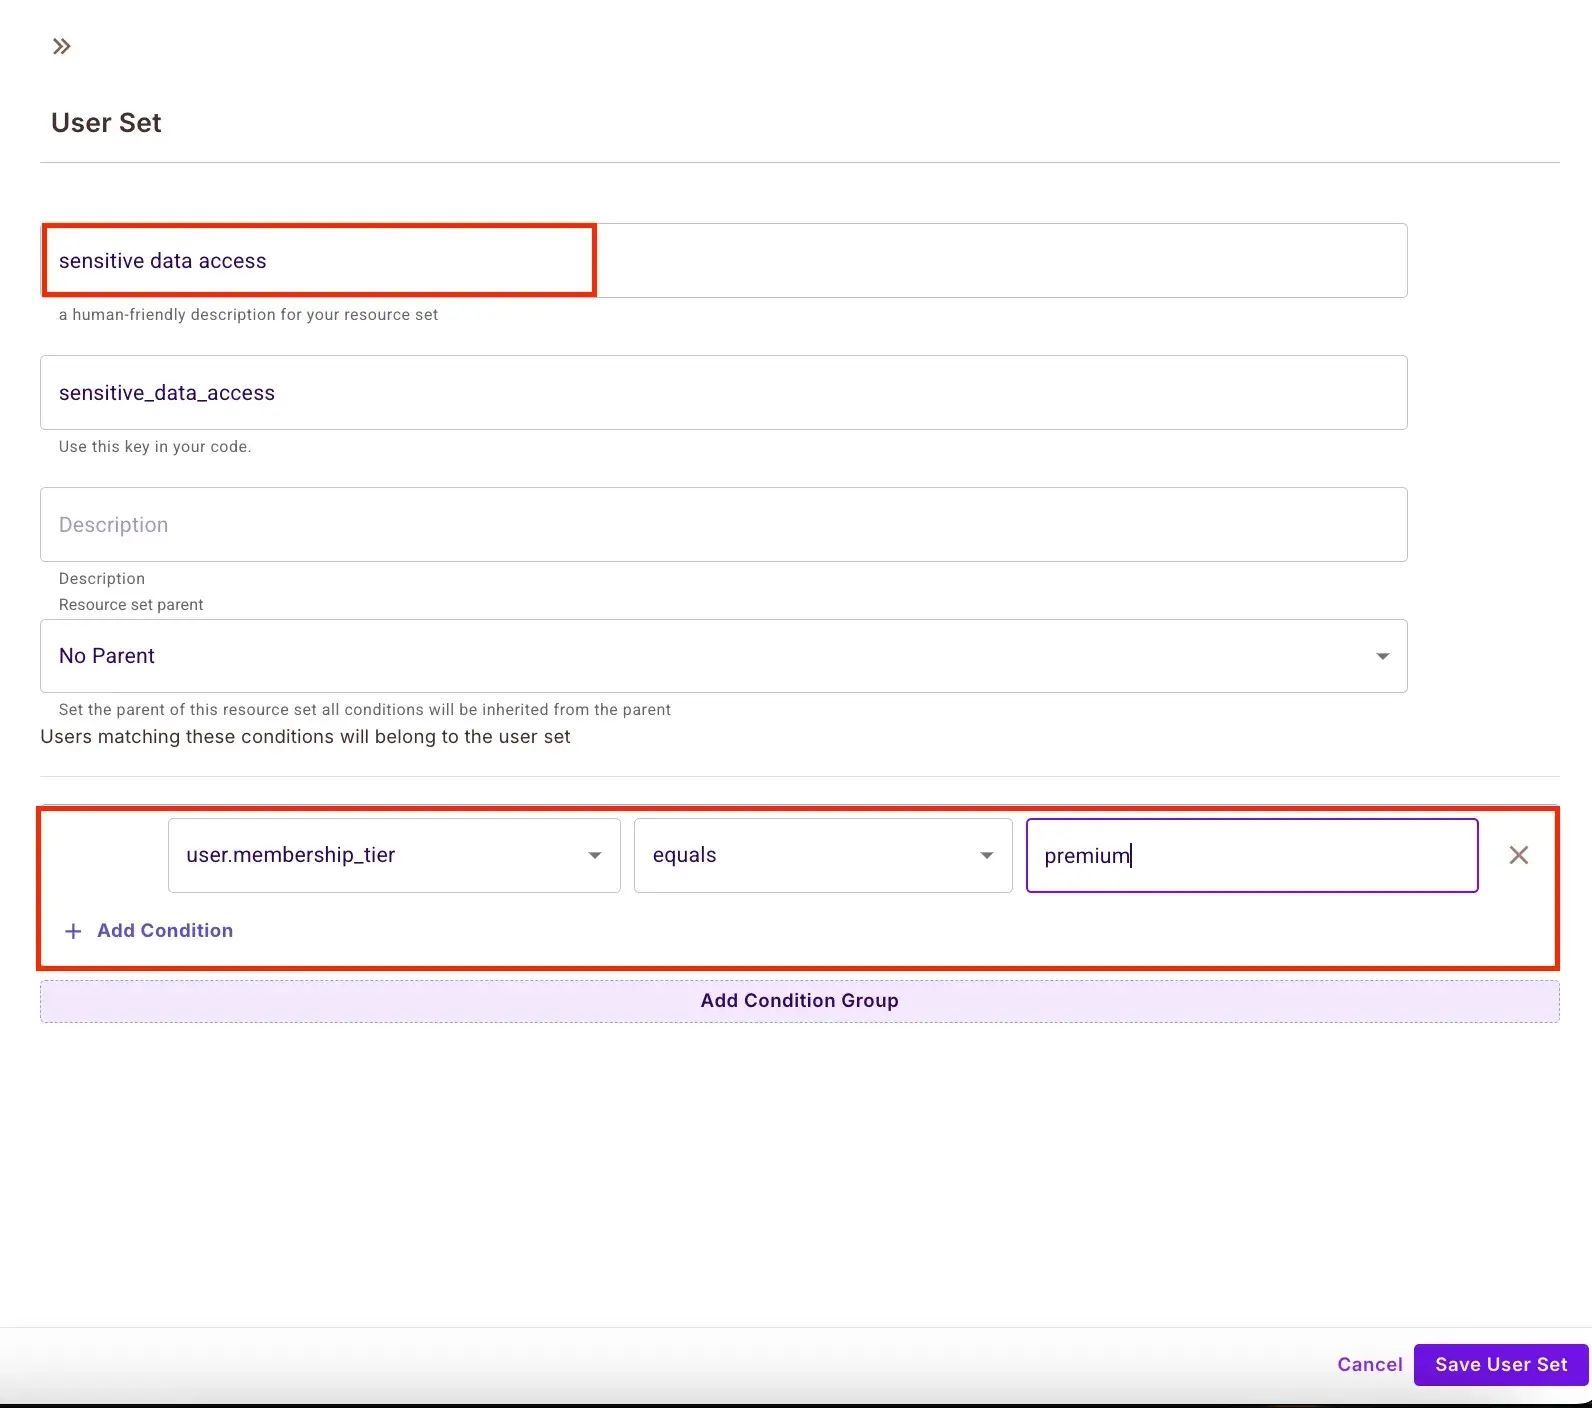 User Set
sensitive data access
a human-friendly description for your resource set
sensitive_data_access
Use this key in your code.
Description
Description
Resource set parent
No Parent
Set the parent of this resource set all conditions will be inherited from the parent
Users matching these conditions will belong to the user set
user.membership_tier equals premium
Add Condition
Add Condition Group
Cancel Save User Set